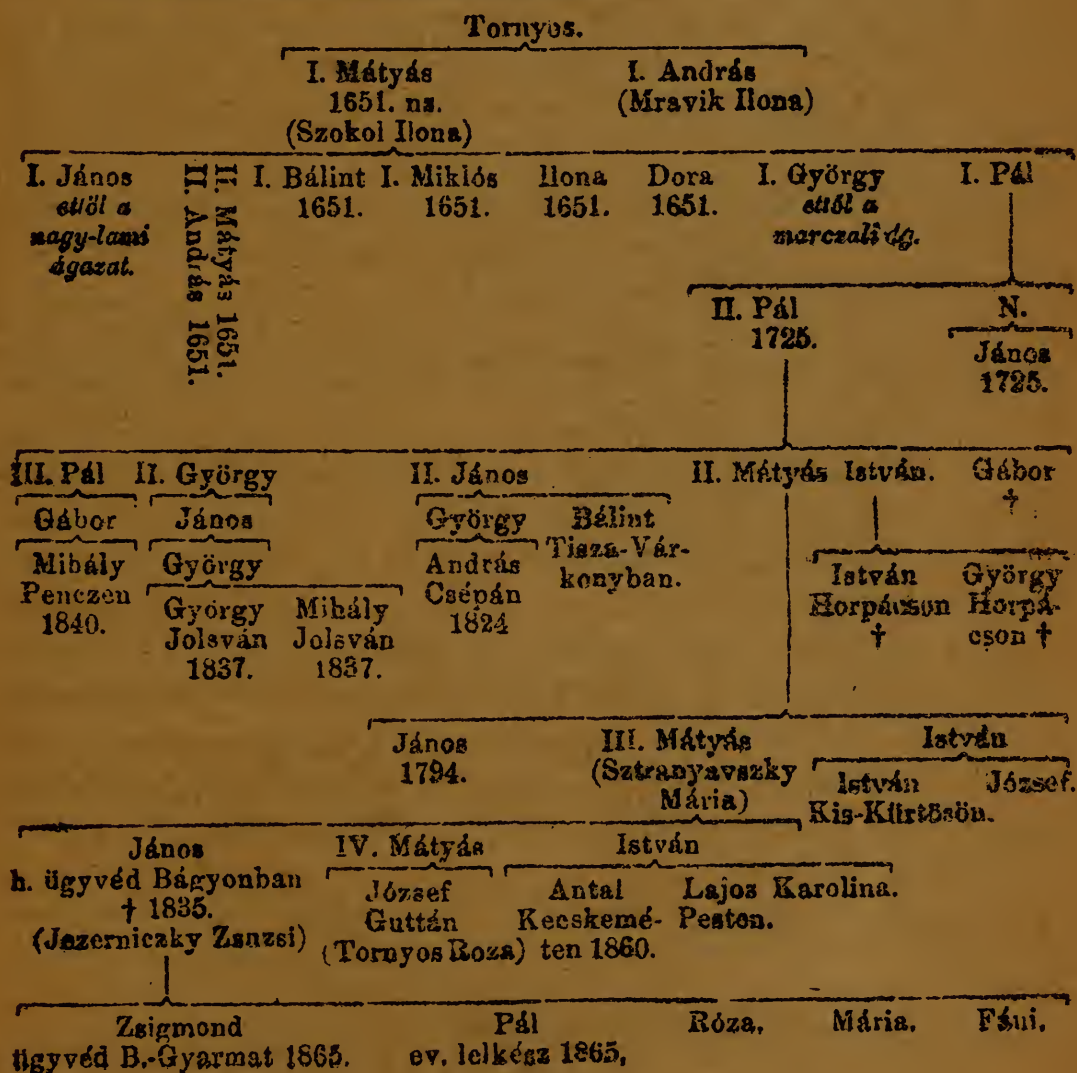 Tornyos.
I. Mátyás I. András
1651. ns. (Mravik Ilona)
(Szokol Ilona)
I. János II. András 1651. II. Mátyás 1651. I. Bálint I. Miklós Ilona Dora I. György I. Pál
ettől a 1651. 1651. 1651. 1651. ettől a
nagy-lami marczali ág.
ágazat.
II. Pál N.
1725. János
1725.
III. Pál II. György II. János II. Mátyás István. Gábor
†
Gábor János György Bálint
Mihály György András Tisza-Vár-
Penczen Csépán konyban. István György
1840. György Mihály 1824 Horpácson Horpá-
Jolsván Jolsván † cson †
1837. 1837.
János III. Mátyás István
1794. (Sztranyavszky István József.
Mária) Kis-Kürtösön.
János IV. Mátyás István
h. ügyvéd Bágyonban József Antal Lajos Karolina.
† 1835. Guttán Kecskemé- Pesten.
(Jezerniczky Zsuzsi) (Tornyos Roza) ten 1860.
Zsigmond Pál Róza. Mária. Fáni.
ügyvéd B.-Gyarmat 1865. ev. lelkész 1865,